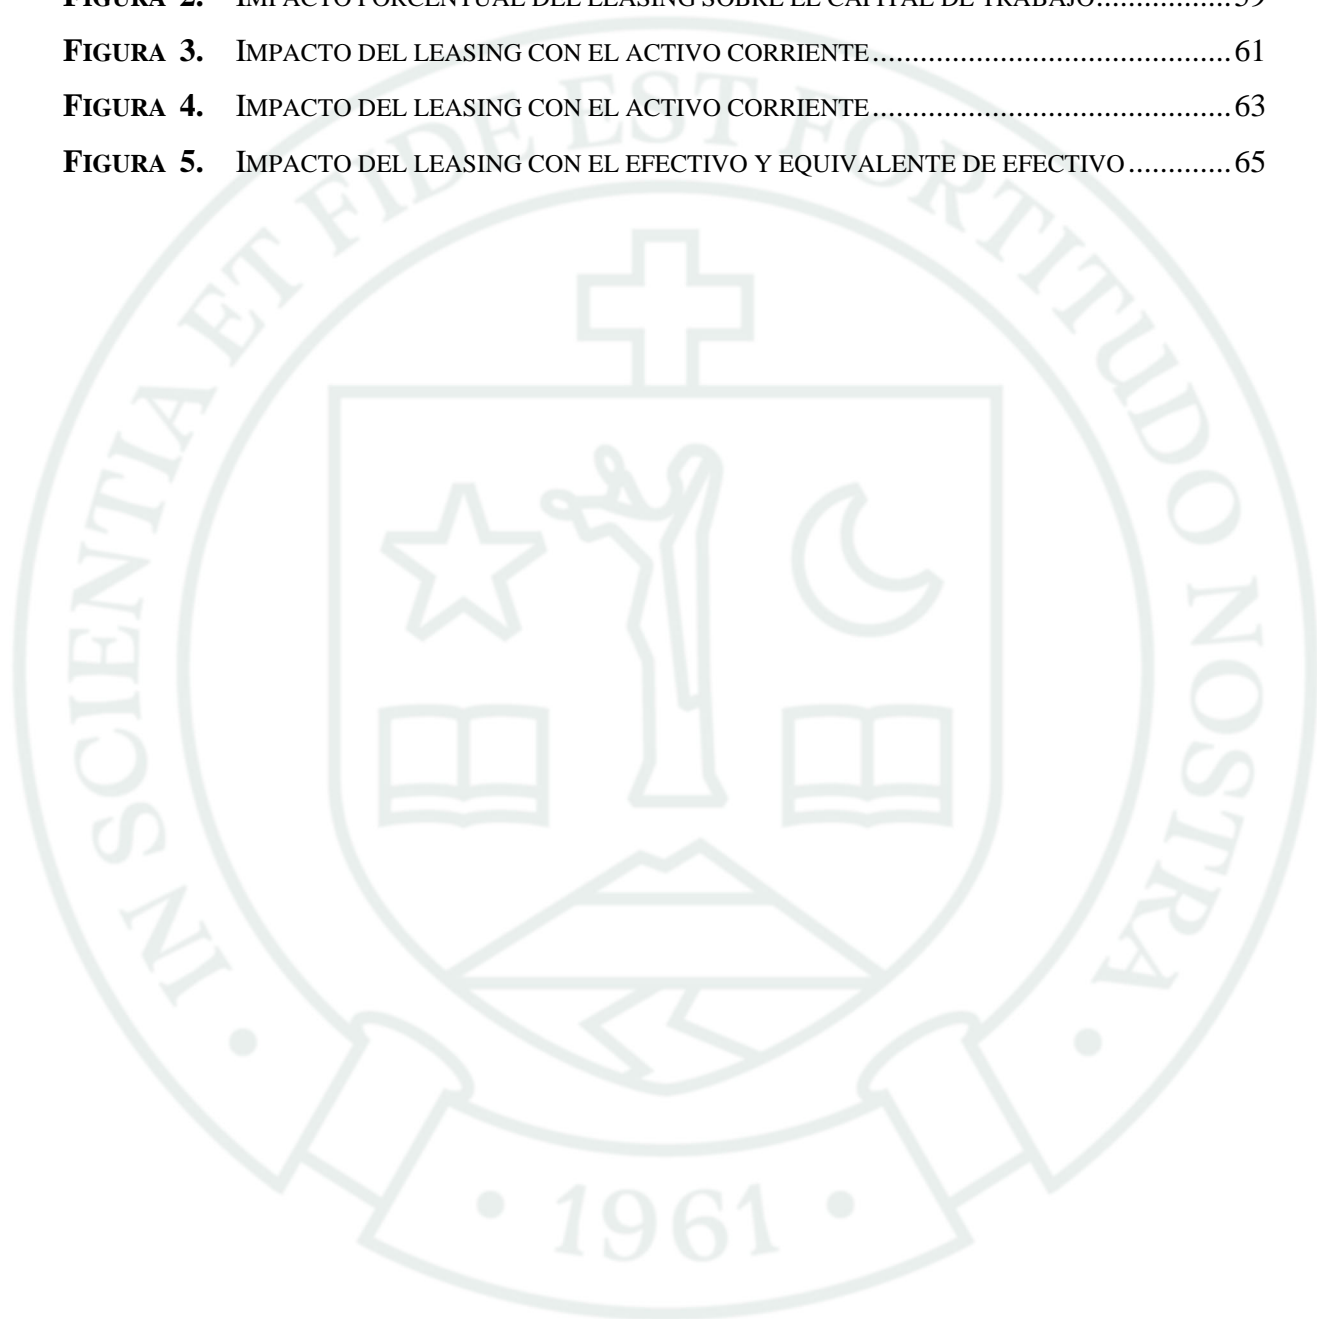 FIGURA 2. IMPACTO PORCENTUAL DEL LEASING SOBRE EL CAPITAL DE TRABAJO.................59
FIGURA 3. IMPACTO DEL LEASING CON EL ACTIVO CORRIENTE.............................................61
FIGURA 4. IMPACTO DEL LEASING CON EL ACTIVO CORRIENTE.............................................63
FIGURA 5. IMPACTO DEL LEASING CON EL EFECTIVO Y EQUIVALENTE DE EFECTIVO.............65
IN SCIENTIA ET FIDE EST FORTITUDO NOSTRA
• 1961 •